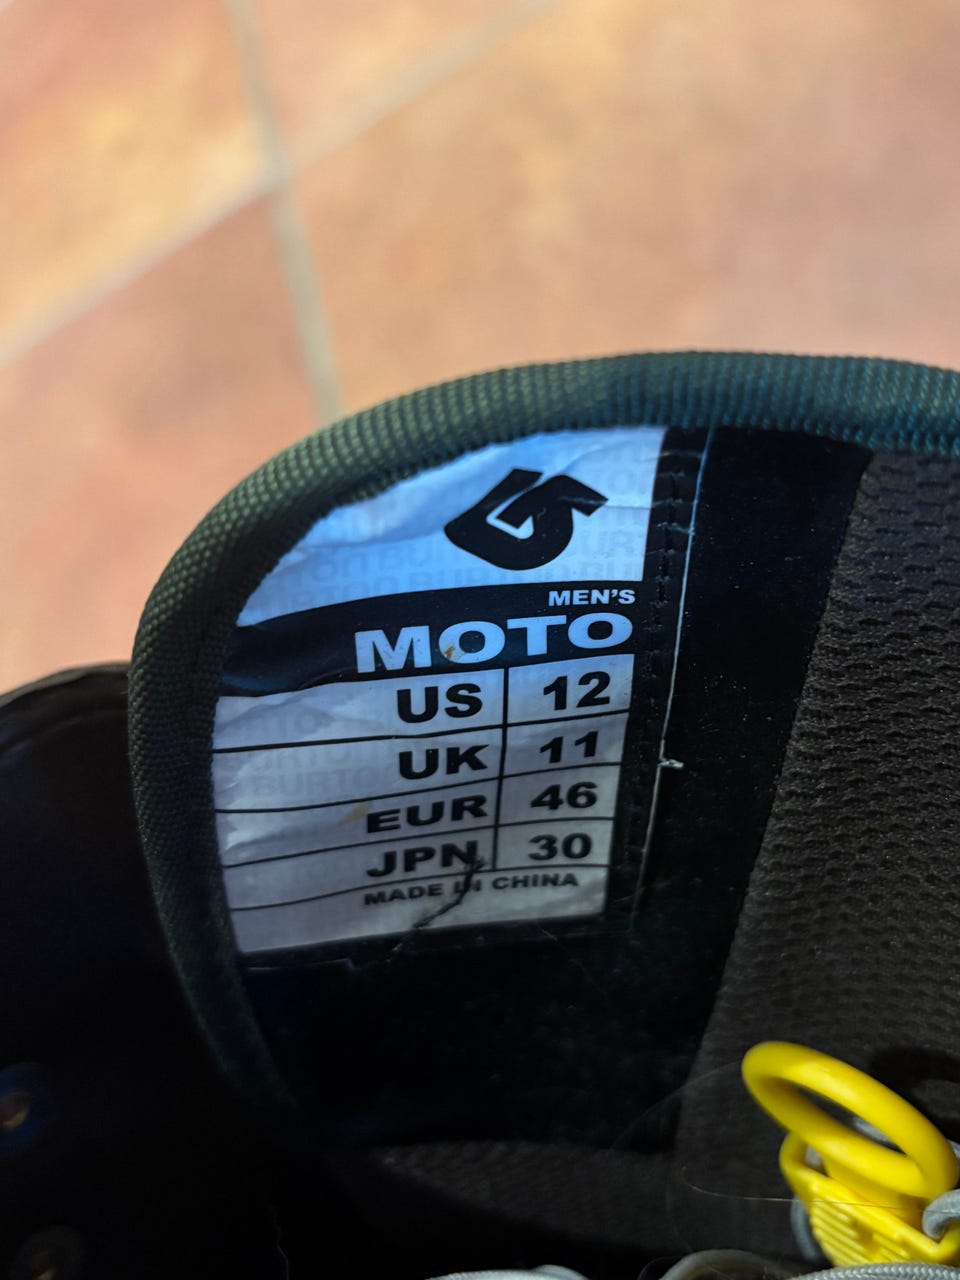 MEN'S
MOTO
US 12
UK 11
EUR 46
JPN 30
MADE IN CHINA